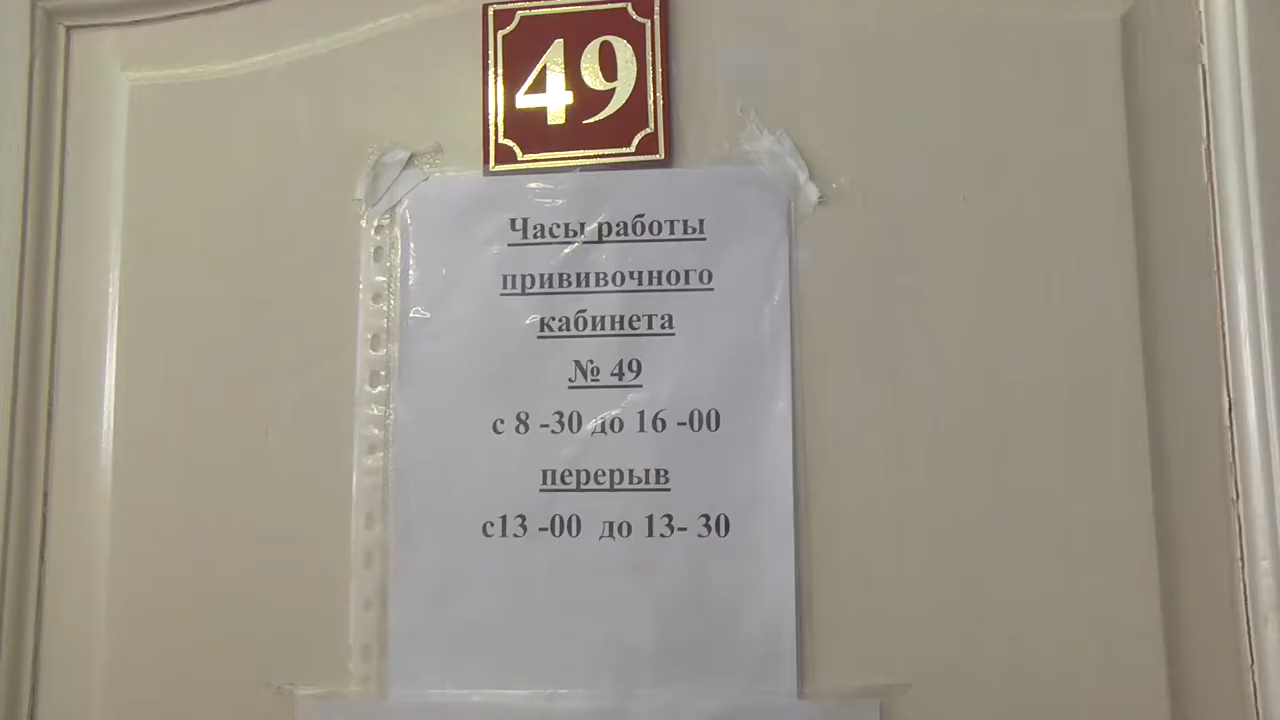 49
Часы работы
прививочного
кабинета
№ 49
с 8 -30 до 16 -00
перерыв
с13 -00  до 13- 30